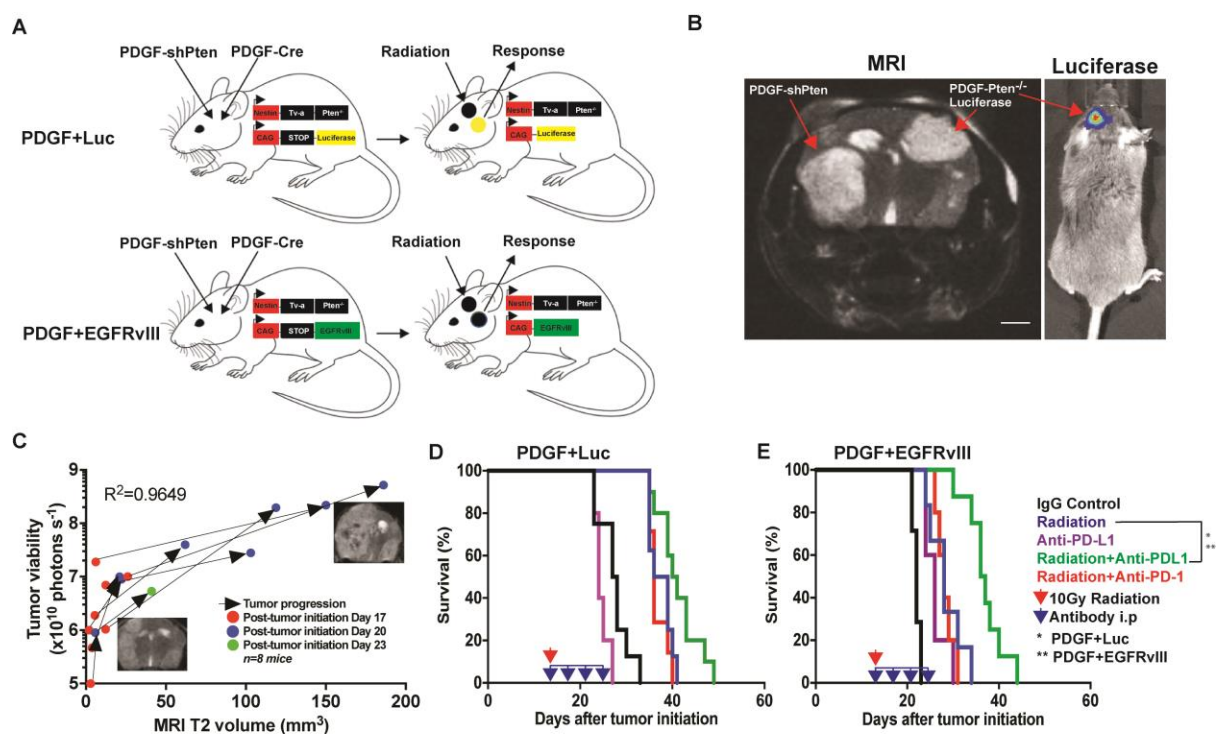 A
PDGF-shPten
PDGF-Cre
Radiation
Response
Nestin
Tv-a
Pten-/-
CAG
STOP
Luciferase
Nestin
Tv-a
Pten-/-
CAG
Luciferase
PDGF+Luc
PDGF-shPten
PDGF-Cre
Radiation
Response
Nestin
Tv-a
Pten-/-
CAG
STOP
EGFRvIII
Nestin
Tv-a
Pten-/-
CAG
EGFRvIII
PDGF+EGFRvIII
B
MRI
Luciferase
PDGF-shPten
PDGF-Pten-/-
Luciferase
C
R2=0.9649
Tumor viability
(x10^10 photons s-1)
9
8
7
6
5
0
50
100
150
200
MRI T2 volume (mm3)
Tumor progression
Post-tumor initiation Day 17
Post-tumor initiation Day 20
Post-tumor initiation Day 23
n=8 mice
D
PDGF+Luc
Survival (%)
100
80
60
40
20
0
0
20
40
60
Days after tumor initiation
E
PDGF+EGFRvIII
Survival (%)
100
80
60
40
20
0
0
20
40
60
Days after tumor initiation
IgG Control
Radiation
Anti-PD-L1
Radiation+Anti-PDL1
Radiation+Anti-PD-1
*
**
10Gy Radiation
Antibody i.p
* PDGF+Luc
** PDGF+EGFRvIII